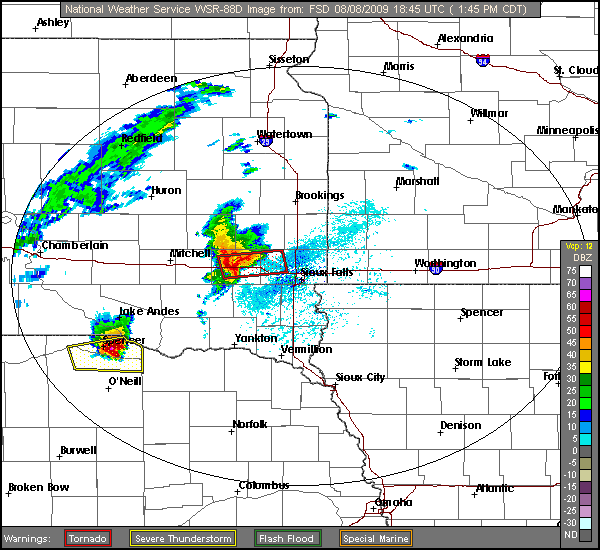 National Weather Service WSR-88D Image from: FSD 08/08/2009 18:45 UTC ( 1:45 PM CDT)
Ashley
Alexandria
Sisseton
94
Morris
St. Cloud
Aberdeen
Willmar
Redfield
Watertown
29
Minneapolis
Huron
Marshall
Brookings
Mankato
Chamberlain
Mitchell
Vcp: 12
DBZ
Sioux Falls
Worthington
90
75
70
65
60
55
50
45
40
35
30
25
20
15
10
5
0
-5
-10
-15
-20
-25
-30
ND
Lake Andes
Spencer
Yankton
Vermillion
Storm Lake
O'Neill
Sioux City
Norfolk
Denison
Burwell
Broken Bow
Columbus
Atlantic
Omaha
Warnings:
Tornado
Severe Thunderstorm
Flash Flood
Special Marine